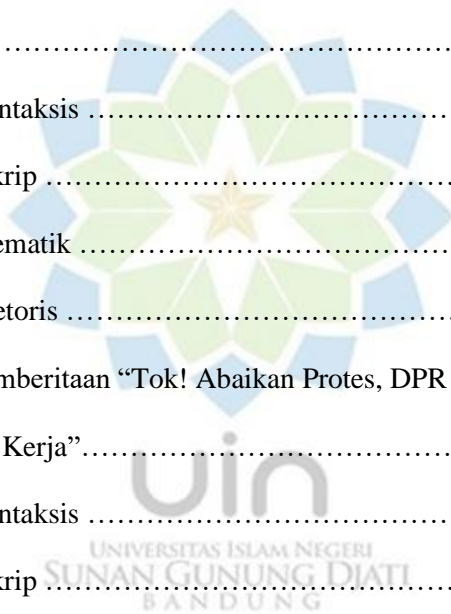 ………………………………………………
ntaksis ……………………………………
krip ………………………………………
ematik ……………………………………
etoris ……………………………………
mberitaan “Tok! Abaikan Protes, DPR
Kerja”……………………………………
uin
ntaksis ……………………………………
UNIVERSITAS ISLAM NEGERI
krip ………………………………………
SUNAN GUNUNG DJATI
BANDUNG